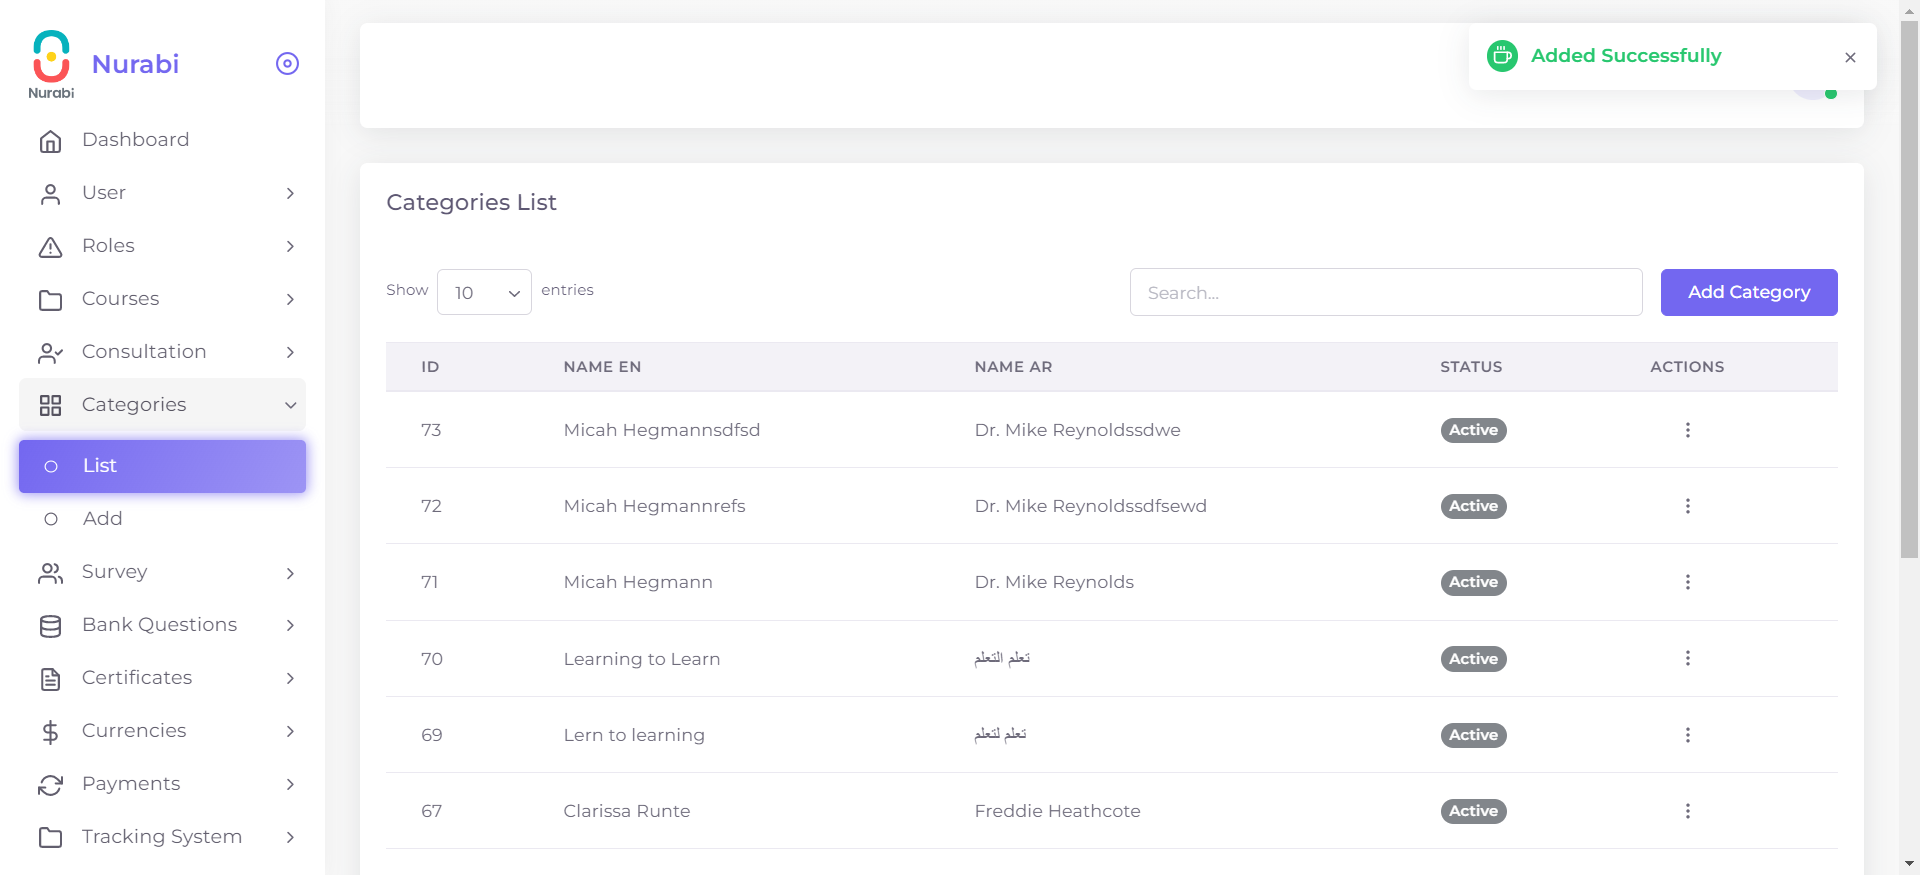 Nurabi
Nurabi
Dashboard
User
Roles
Courses
Consultation
Categories
List
Add
Survey
Bank Questions
Certificates
Currencies
Payments
Tracking System
Added Successfully
Categories List
Show 10 entries
Search...
Add Category
ID NAME EN NAME AR STATUS ACTIONS
73 Micah Hegmannsdfsd Dr. Mike Reynoldssdwe Active
72 Micah Hegmannrefs Dr. Mike Reynoldssdfsewd Active
71 Micah Hegmann Dr. Mike Reynolds Active
70 Learning to Learn تعلم التعلم Active
69 Lern to learning تعلم لتعلم Active
67 Clarissa Runte Freddie Heathcote Active